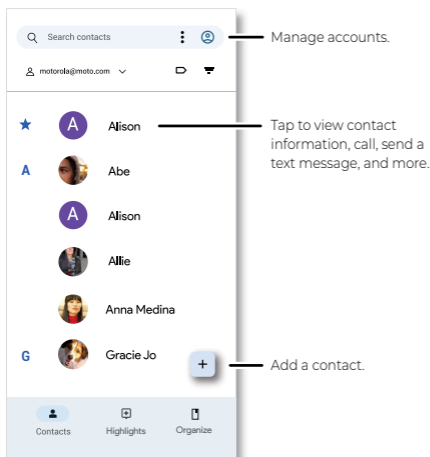 Search contacts
Manage accounts.
motorola@moto.com
A Alison
Tap to view contact
information, call, send a
text message, and more.
A Abe
A Alison
Allie
Anna Medina
G Gracie Jo
+
Add a contact.
Contacts Highlights Organize